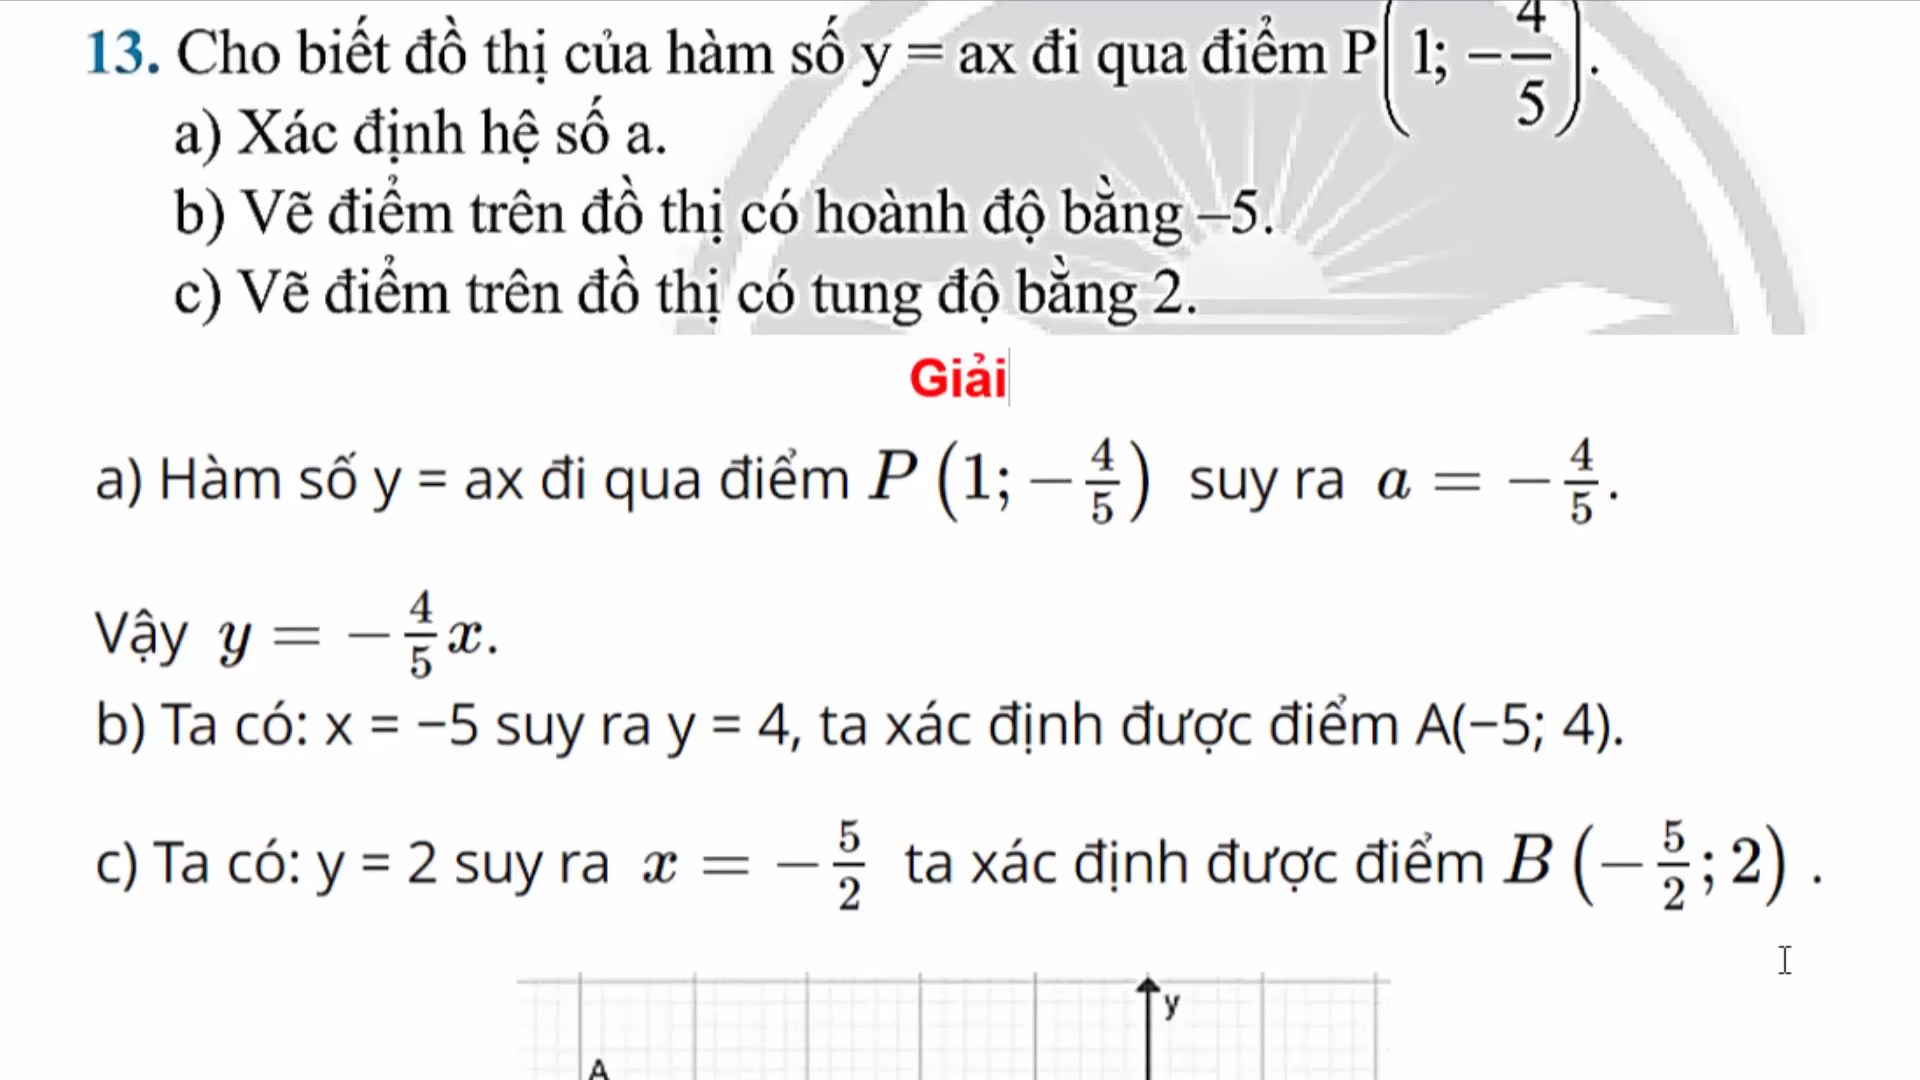 13. Cho biết đồ thị của hàm số y = ax đi qua điểm P(1; −4/5).
a) Xác định hệ số a.
b) Vẽ điểm trên đồ thị có hoành độ bằng –5.
c) Vẽ điểm trên đồ thị có tung độ bằng 2.
Giải
a) Hàm số y = ax đi qua điểm P(1; −4/5) suy ra a = −4/5.
Vậy y = −4/5 x.
b) Ta có: x = −5 suy ra y = 4, ta xác định được điểm A(−5; 4).
c) Ta có: y = 2 suy ra x = −5/2 ta xác định được điểm B(−5/2; 2) .
y
A